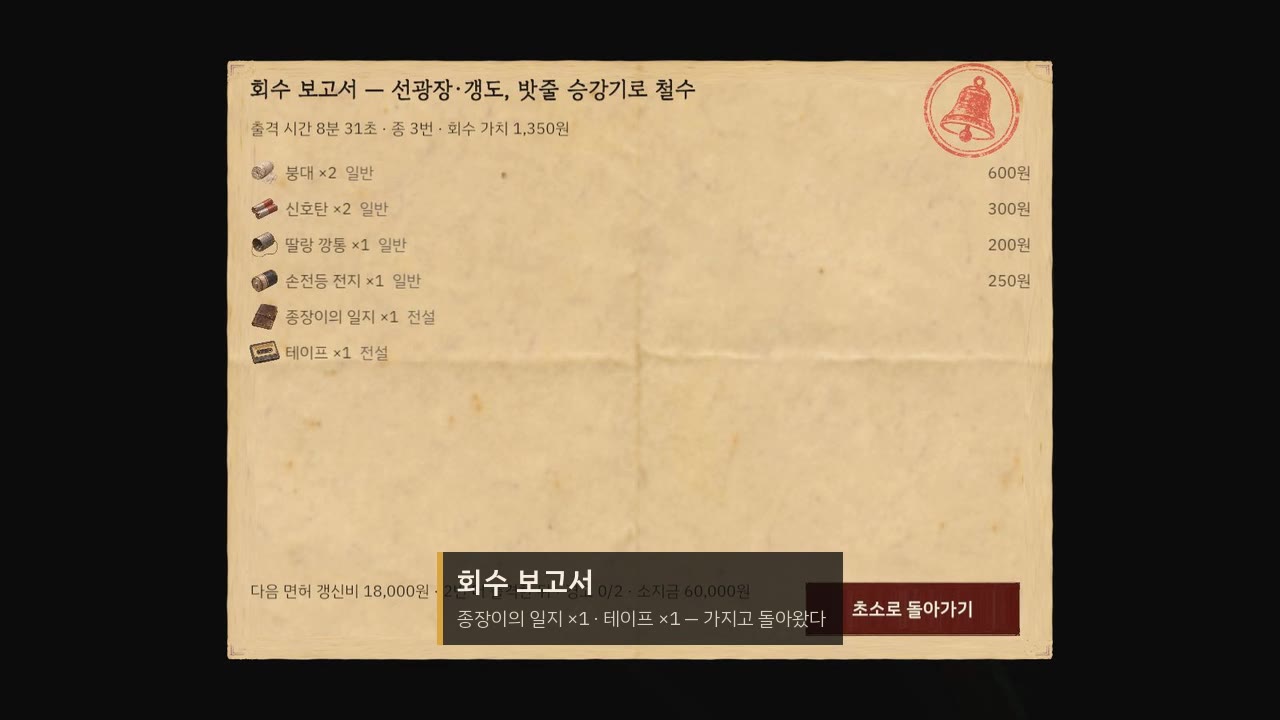 회수 보고서 — 선광장·갱도, 밧줄 승강기로 철수
출격 시간 8분 31초 · 종 3번 · 회수 가치 1,350원
붕대 ×2 일반 600원
신호탄 ×2 일반 300원
딸랑 깡통 ×1 일반 200원
손전등 전지 ×1 일반 250원
종장이의 일지 ×1 전설
테이프 ×1 전설
다음 면허 갱신비 18,000원 · 0/2 · 소지금 60,000원
회수 보고서
종장이의 일지 ×1 · 테이프 ×1 — 가지고 돌아왔다
초소로 돌아가기